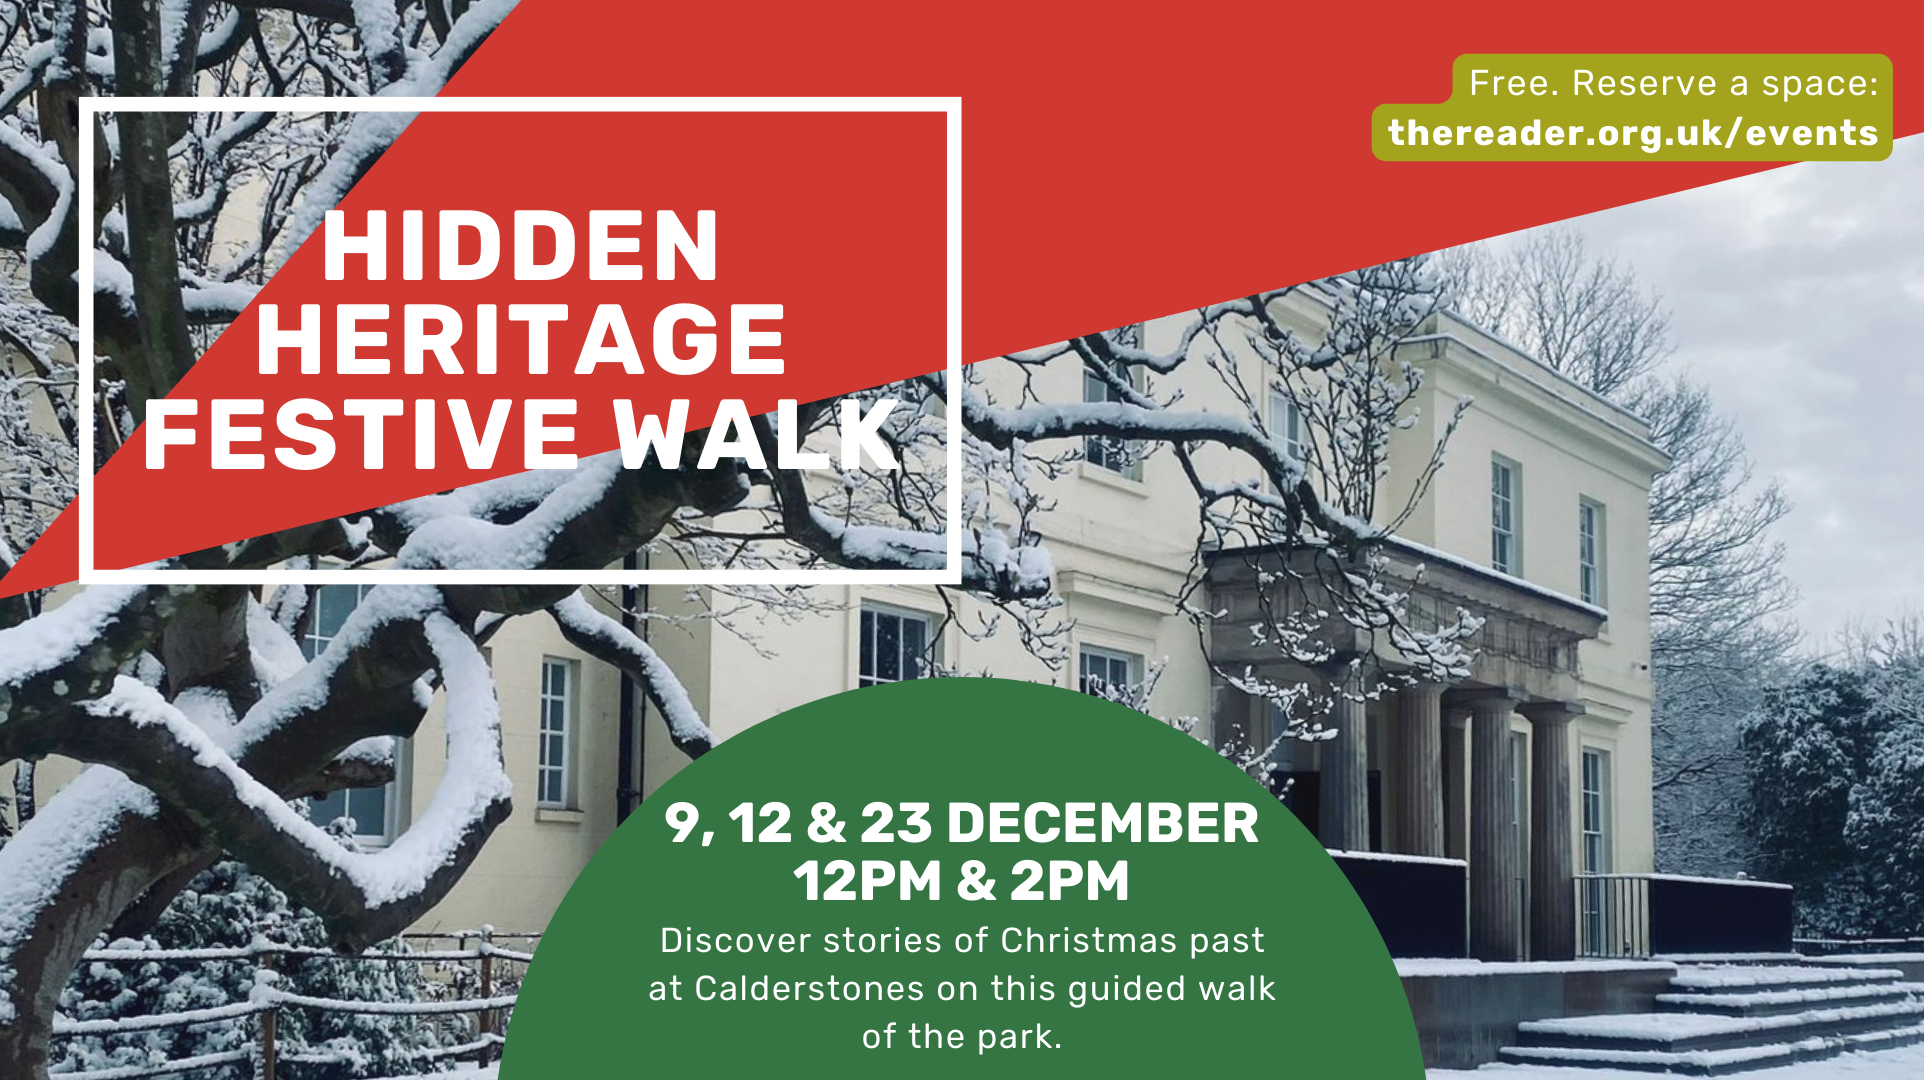 Free. Reserve a space:
thereader.org.uk/events
HIDDEN
HERITAGE
FESTIVE WALK
9, 12 & 23 DECEMBER
12PM & 2PM
Discover stories of Christmas past
at Calderstones on this guided walk
of the park.